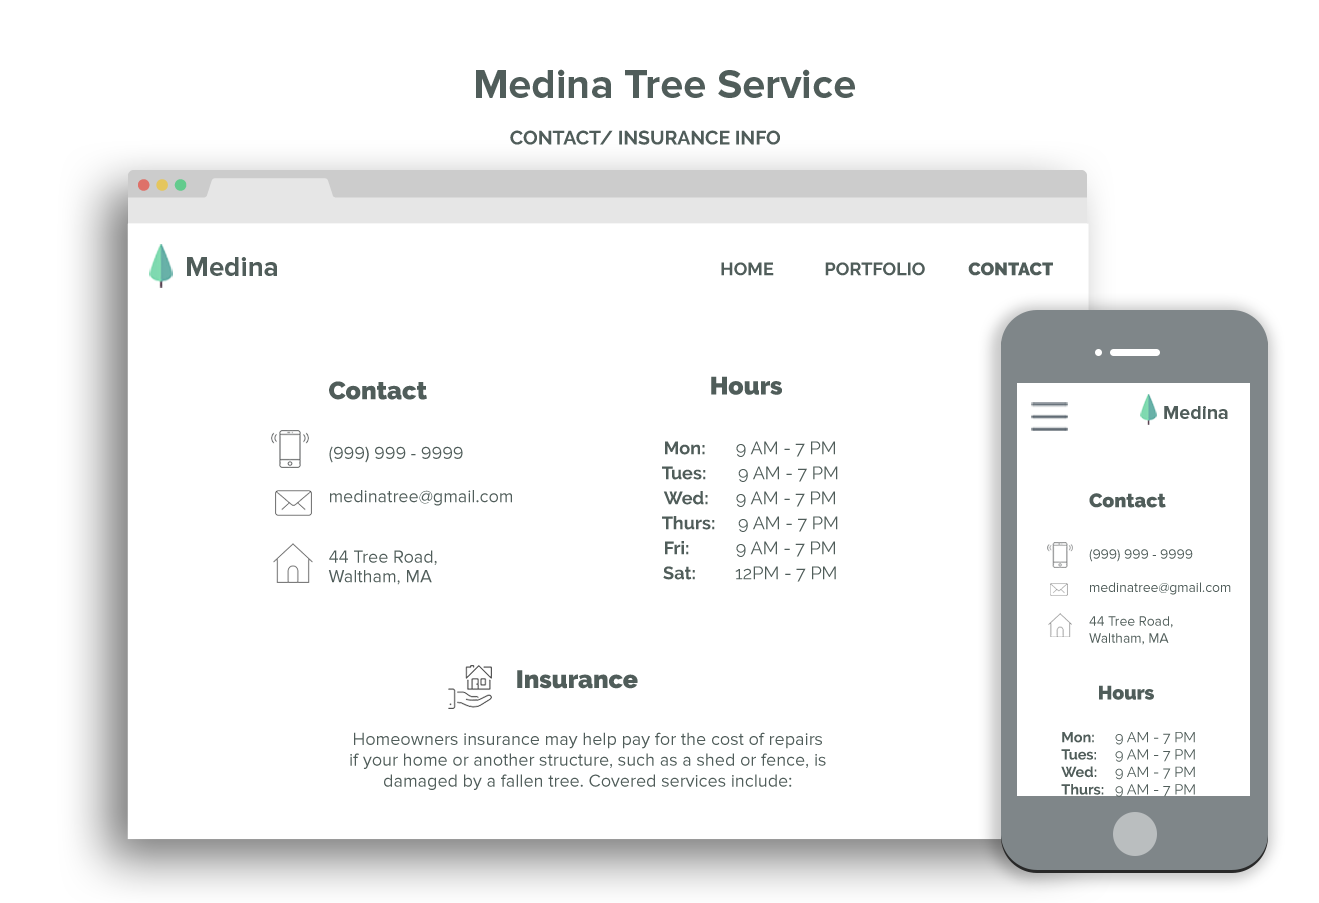 Medina Tree Service
CONTACT/ INSURANCE INFO
Medina
HOME PORTFOLIO CONTACT
Contact
(999) 999 - 9999
medinatree@gmail.com
44 Tree Road,
Waltham, MA
Hours
Mon: 9 AM - 7 PM
Tues: 9 AM - 7 PM
Wed: 9 AM - 7 PM
Thurs: 9 AM - 7 PM
Fri: 9 AM - 7 PM
Sat: 12PM - 7 PM
Insurance
Homeowners insurance may help pay for the cost of repairs
if your home or another structure, such as a shed or fence, is
damaged by a fallen tree. Covered services include:
Medina
Contact
(999) 999 - 9999
medinatree@gmail.com
44 Tree Road,
Waltham, MA
Hours
Mon: 9 AM - 7 PM
Tues: 9 AM - 7 PM
Wed: 9 AM - 7 PM
Thurs: 9 AM - 7 PM